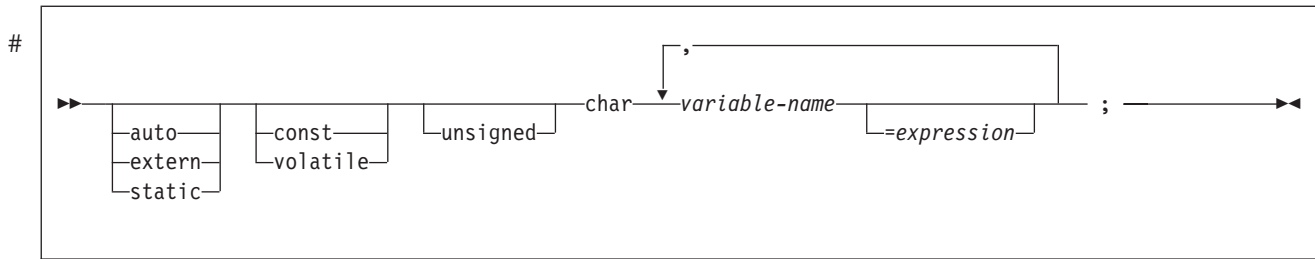 #
,
►►
char variable-name ; ►◄
auto const unsigned =expression
extern volatile
static